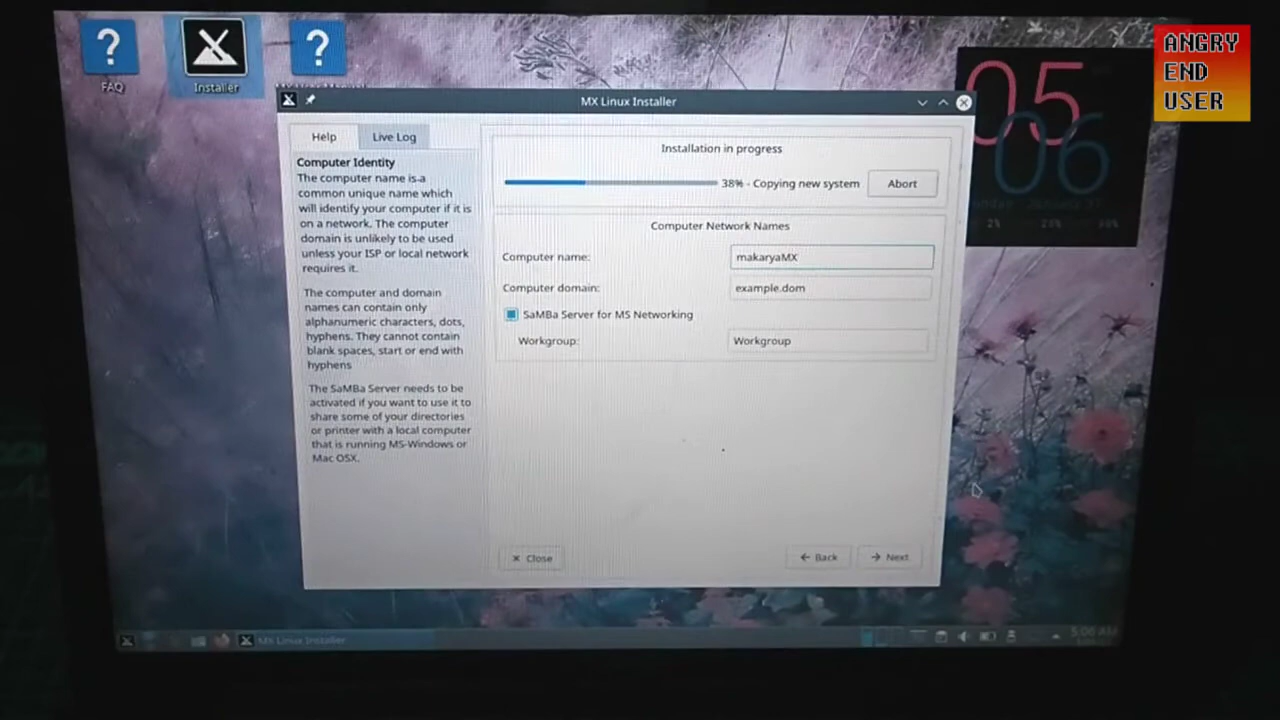 ANGRY
END
USER
FAQ
Installer
05
06
MX Linux Installer
Help
Live Log
Computer Identity
The computer name is a
common unique name which
will identify your computer if it is
on a network. The computer
domain is unlikely to be used
unless your ISP or local network
requires it.
The computer and domain
names can contain only
alphanumeric characters, dots,
hyphens. They cannot contain
blank spaces, start or end with
hyphens
The SaMBa Server needs to be
activated if you want to use it to
share some of your directories
or printer with a local computer
that is running MS-Windows or
Mac OSX.
Installation in progress
38% - Copying new system
Abort
Computer Network Names
Computer name:
makaryaMX
Computer domain:
example.dom
SaMBa Server for MS Networking
Workgroup:
Workgroup
Close
Back
Next
MX Linux Installer
5:06 AM